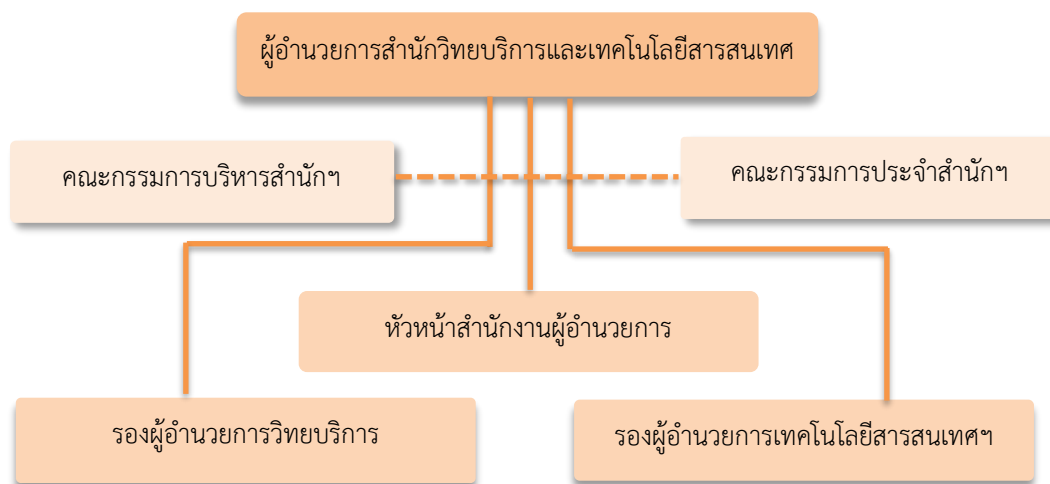 ผู้อำนวยการสำนักวิทยบริการและเทคโนโลยีสารสนเทศ
คณะกรรมการบริหารสำนักฯ
คณะกรรมการประจำสำนักฯ
หัวหน้าสำนักงานผู้อำนวยการ
รองผู้อำนวยการวิทยบริการ
รองผู้อำนวยการเทคโนโลยีสารสนเทศฯ